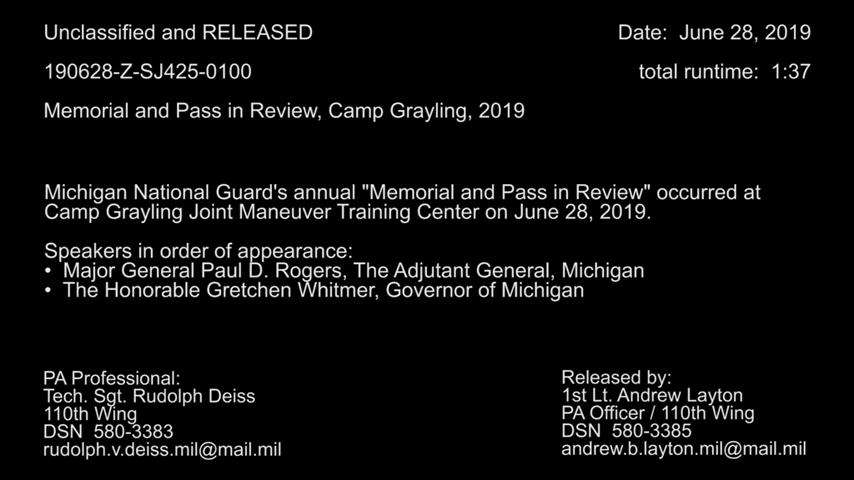 Unclassified and RELEASED
Date: June 28, 2019
190628-Z-SJ425-0100
total runtime: 1:37
Memorial and Pass in Review, Camp Grayling, 2019
Michigan National Guard's annual "Memorial and Pass in Review" occurred at
Camp Grayling Joint Maneuver Training Center on June 28, 2019.
Speakers in order of appearance:
• Major General Paul D. Rogers, The Adjutant General, Michigan
• The Honorable Gretchen Whitmer, Governor of Michigan
PA Professional:
Tech. Sgt. Rudolph Deiss
110th Wing
DSN 580-3383
rudolph.v.deiss.mil@mail.mil
Released by:
1st Lt. Andrew Layton
PA Officer / 110th Wing
DSN 580-3385
andrew.b.layton.mil@mail.mil